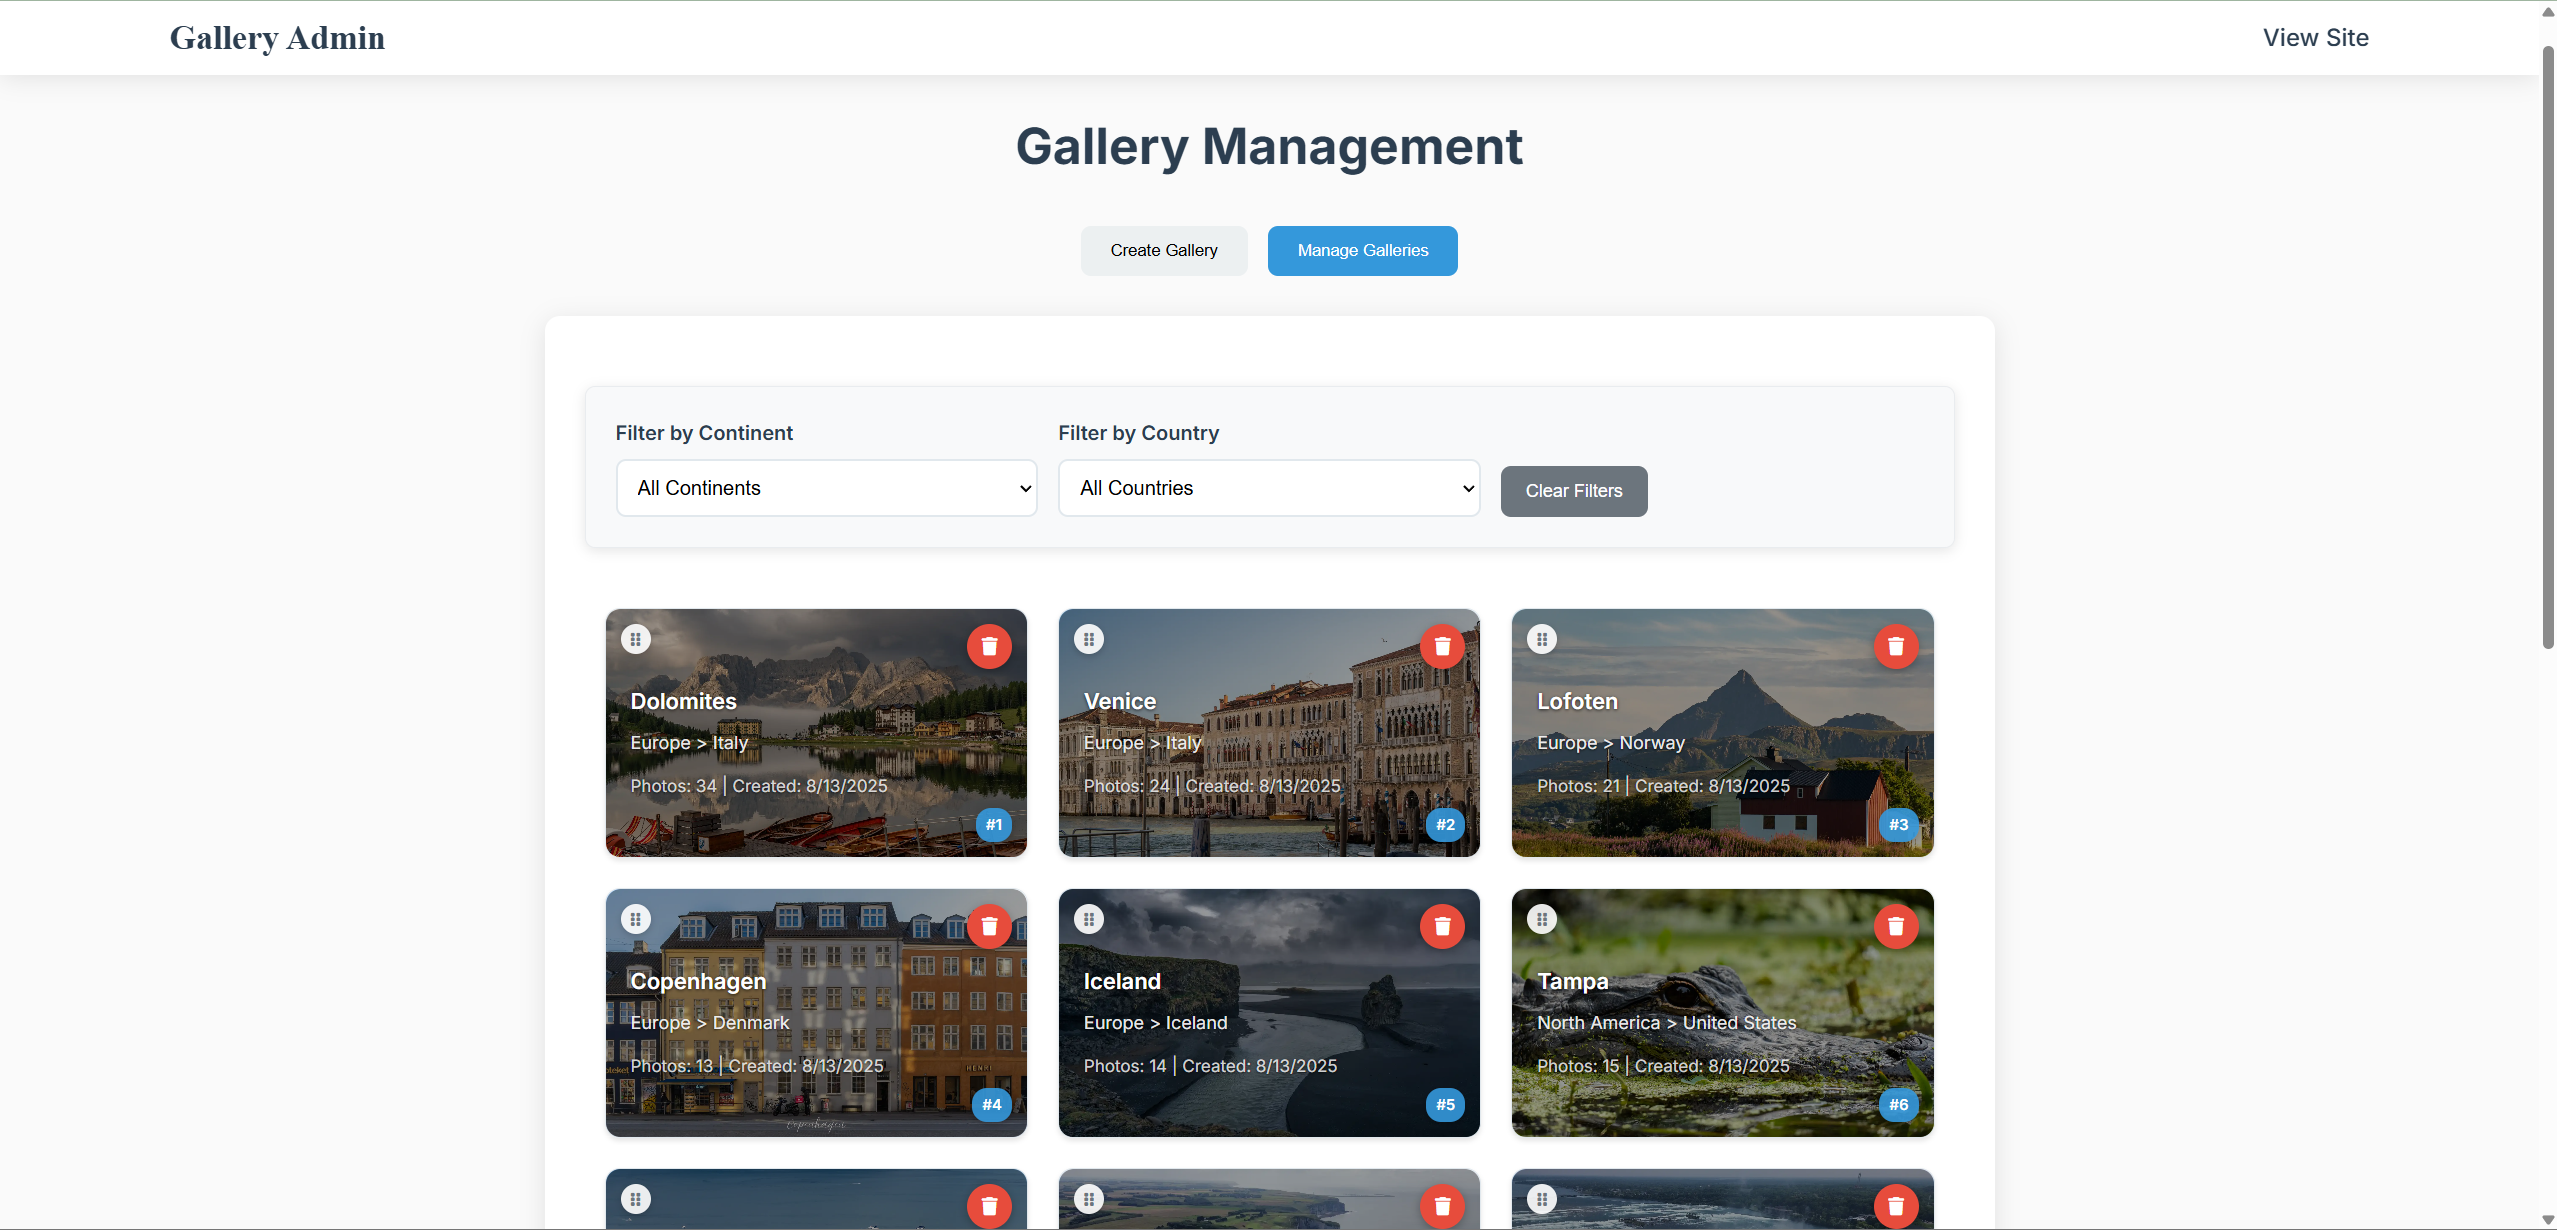 Gallery Admin
View Site
Gallery Management
Create Gallery
Manage Galleries
Filter by Continent
Filter by Country
All Continents
All Countries
Clear Filters
Dolomites
Europe > Italy
Photos: 34 | Created: 8/13/2025
#1
Venice
Europe > Italy
Photos: 24 | Created: 8/13/2025
#2
Lofoten
Europe > Norway
Photos: 21 | Created: 8/13/2025
#3
Copenhagen
Europe > Denmark
Photos: 13 | Created: 8/13/2025
HENRI
Copenhagen
#4
Iceland
Europe > Iceland
Photos: 14 | Created: 8/13/2025
#5
Tampa
North America > United States
Photos: 15 | Created: 8/13/2025
#6